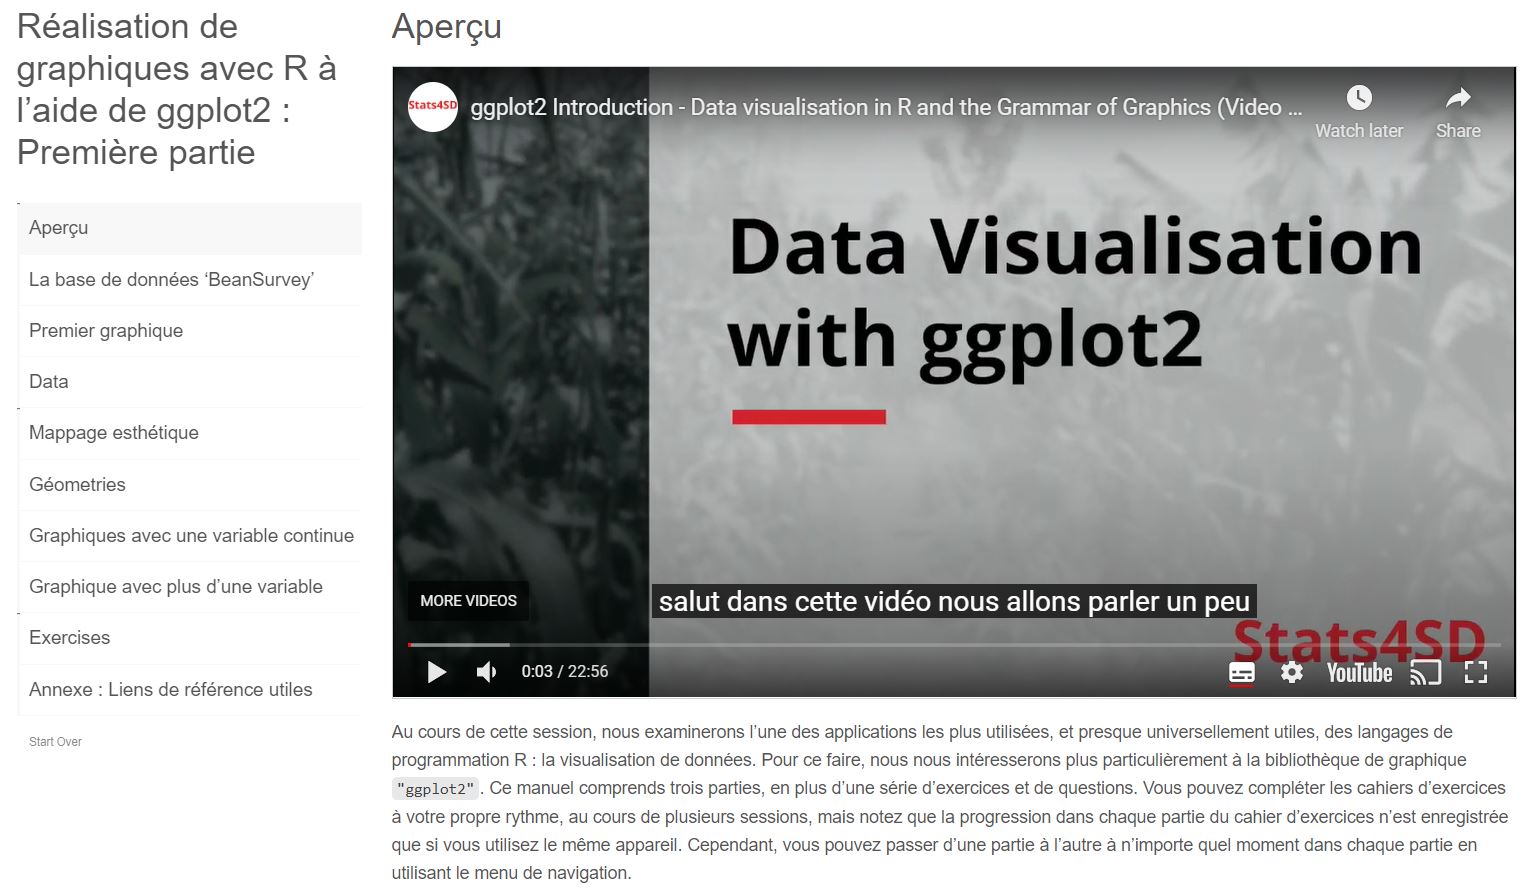 Réalisation de
graphiques avec R à
l’aide de ggplot2 :
Première partie
Aperçu
La base de données ‘BeanSurvey’
Premier graphique
Data
Mappage esthétique
Géometries
Graphiques avec une variable continue
Graphique avec plus d’une variable
Exercises
Annexe : Liens de référence utiles
Start Over
Aperçu
Stats4SD
ggplot2 Introduction - Data visualisation in R and the Grammar of Graphics (Video ...
Watch later
Share
Data Visualisation
with ggplot2
MORE VIDEOS
salut dans cette vidéo nous allons parler un peu
Stats4SD
0:03 / 22:56
YouTube
Au cours de cette session, nous examinerons l’une des applications les plus utilisées, et presque universellement utiles, des langages de
programmation R : la visualisation de données. Pour ce faire, nous nous intéresserons plus particulièrement à la bibliothèque de graphique
"ggplot2". Ce manuel comprends trois parties, en plus d’une série d’exercices et de questions. Vous pouvez compléter les cahiers d’exercices
à votre propre rythme, au cours de plusieurs sessions, mais notez que la progression dans chaque partie du cahier d’exercices n’est enregistrée
que si vous utilisez le même appareil. Cependant, vous pouvez passer d’une partie à l’autre à n’importe quel moment dans chaque partie en
utilisant le menu de navigation.